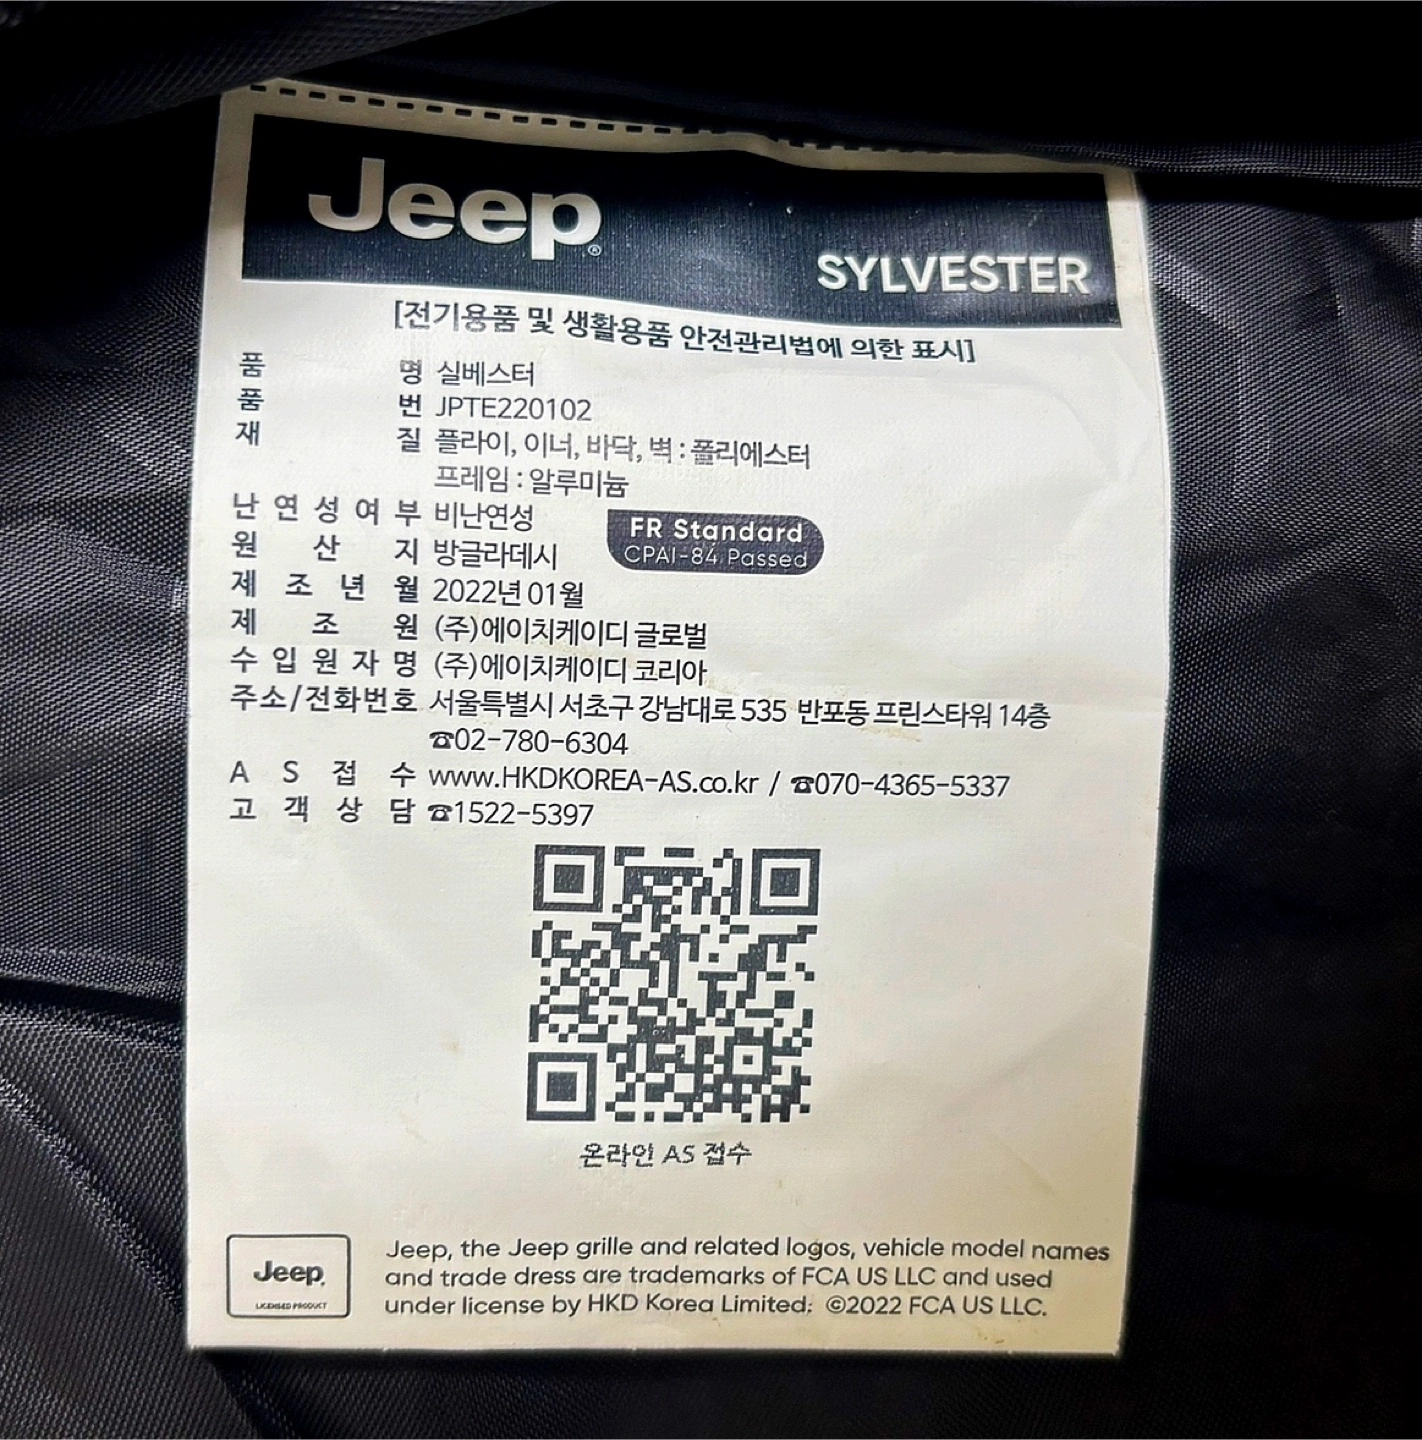 Jeep®
SYLVESTER
[전기용품 및 생활용품 안전관리법에 의한 표시]
품 명 실베스터
품 번 JPTE220102
재 질 플라이, 이너, 바닥, 벽 : 폴리에스터
프레임 : 알루미늄
난연성여부 비난연성
FR Standard
CPAI-84 Passed
원 산 지 방글라데시
제 조 년 월 2022년 01월
제 조 원 (주)에이치케이디 글로벌
수입원자명 (주)에이치케이디 코리아
주소/전화번호 서울특별시 서초구 강남대로 535 반포동 프린스타워 14층
☎02-780-6304
A S 접 수 www.HKDKOREA-AS.co.kr / ☎070-4365-5337
고 객 상 담 ☎1522-5397
온라인 AS 접수
Jeep®
LICENSED PRODUCT
Jeep, the Jeep grille and related logos, vehicle model names
and trade dress are trademarks of FCA US LLC and used
under license by HKD Korea Limited: ©2022 FCA US LLC.